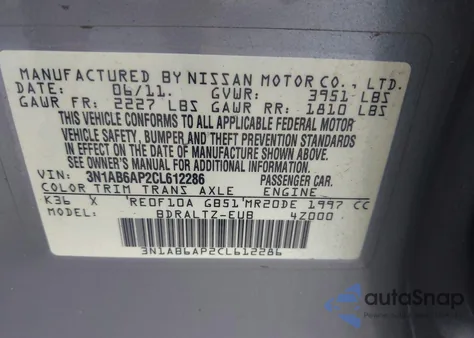 MANUFACTURED BY NISSAN MOTOR CO., LTD.
DATE: 06/11. GVWR: 3951 LBS
GAWR FR: 2227 LBS GAWR RR: 1810 LBS
THIS VEHICLE CONFORMS TO ALL APPLICABLE FEDERAL MOTOR
VEHICLE SAFETY, BUMPER AND THEFT PREVENTION STANDARDS
IN EFFECT ON THE DATE OF MANUFACTURE SHOWN ABOVE.
SEE OWNER'S MANUAL FOR MORE INFORMATION.
VIN: 3N1AB6AP2CL612286 PASSENGER CAR.
COLOR TRIM TRANS AXLE ENGINE
K36 X RE0F10A GB51 MR20DE 1997 CC
MODEL: BDRALTZ-EUB 4Z000
3N1AB6AP2CL612286
autoSnap